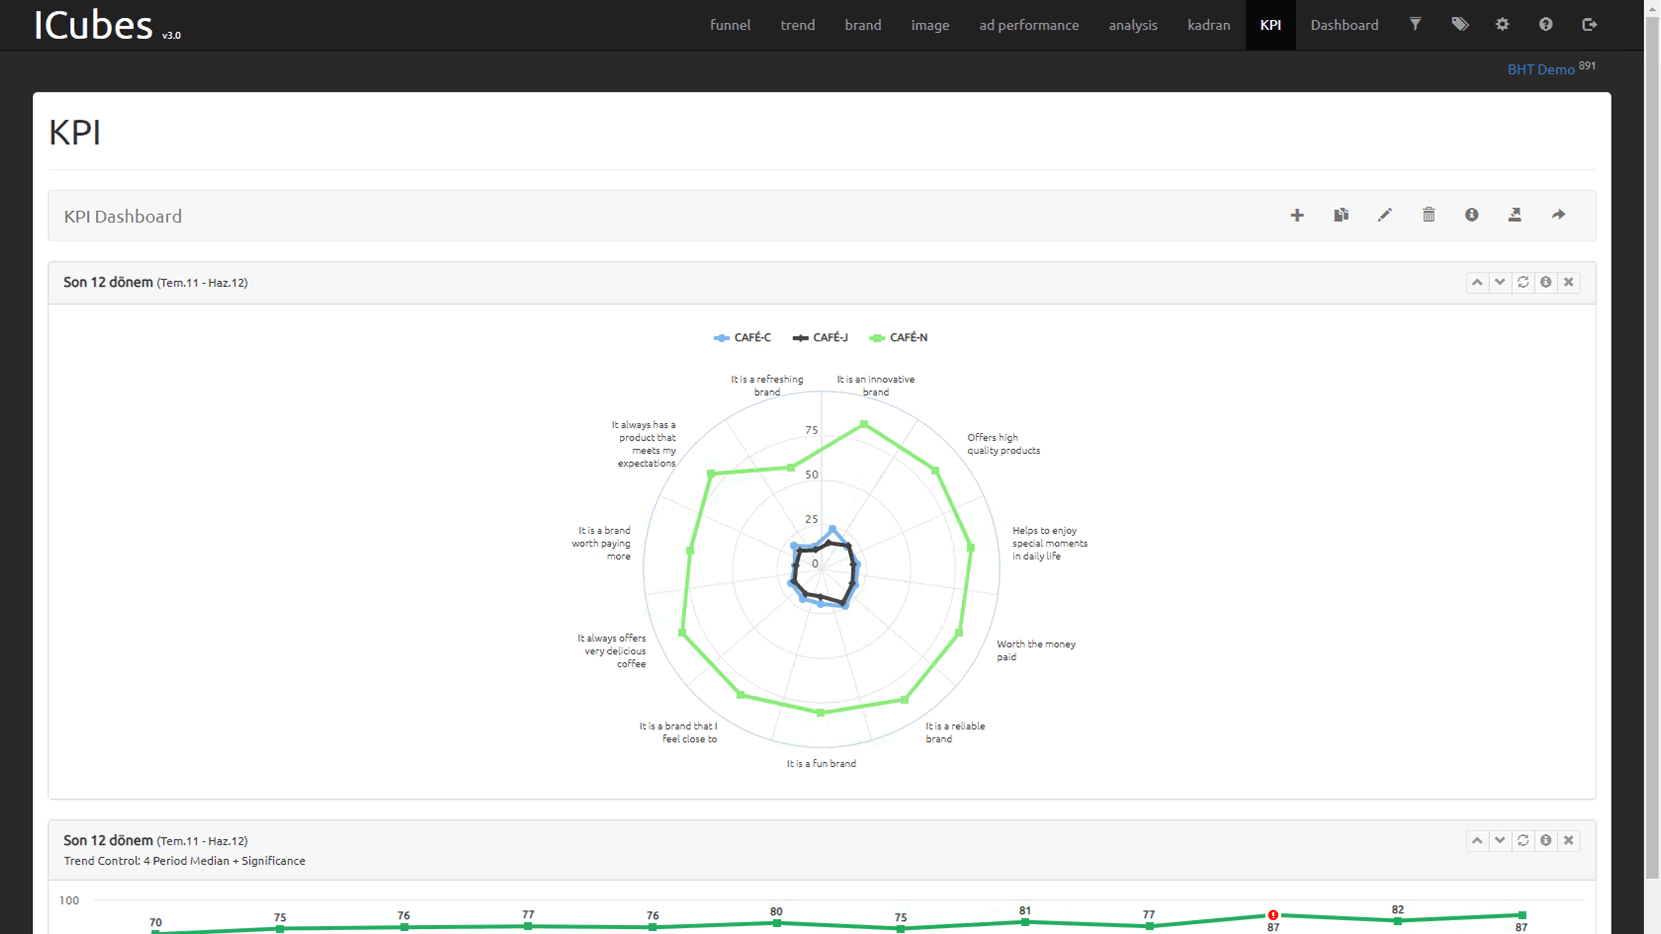 ICubes v3.0
funnel trend brand image ad performance analysis kadran KPI Dashboard
BHT Demo 891
KPI
KPI Dashboard
Son 12 dönem (Tem.11 - Haz.12)
CAFÉ-C CAFÉ-J CAFÉ-N
It is a refreshing
brand
It is an innovative
brand
It always has a
product that
meets my
expectations
Offers high
quality products
75
50
25
0
It is a brand
worth paying
more
Helps to enjoy
special moments
in daily life
It always offers
very delicious
coffee
Worth the money
paid
It is a brand that I
feel close to
It is a reliable
brand
It is a fun brand
Son 12 dönem (Tem.11 - Haz.12)
Trend Control: 4 Period Median + Significance
100
70 75 76 77 76 80 75 81 77 87 82 87